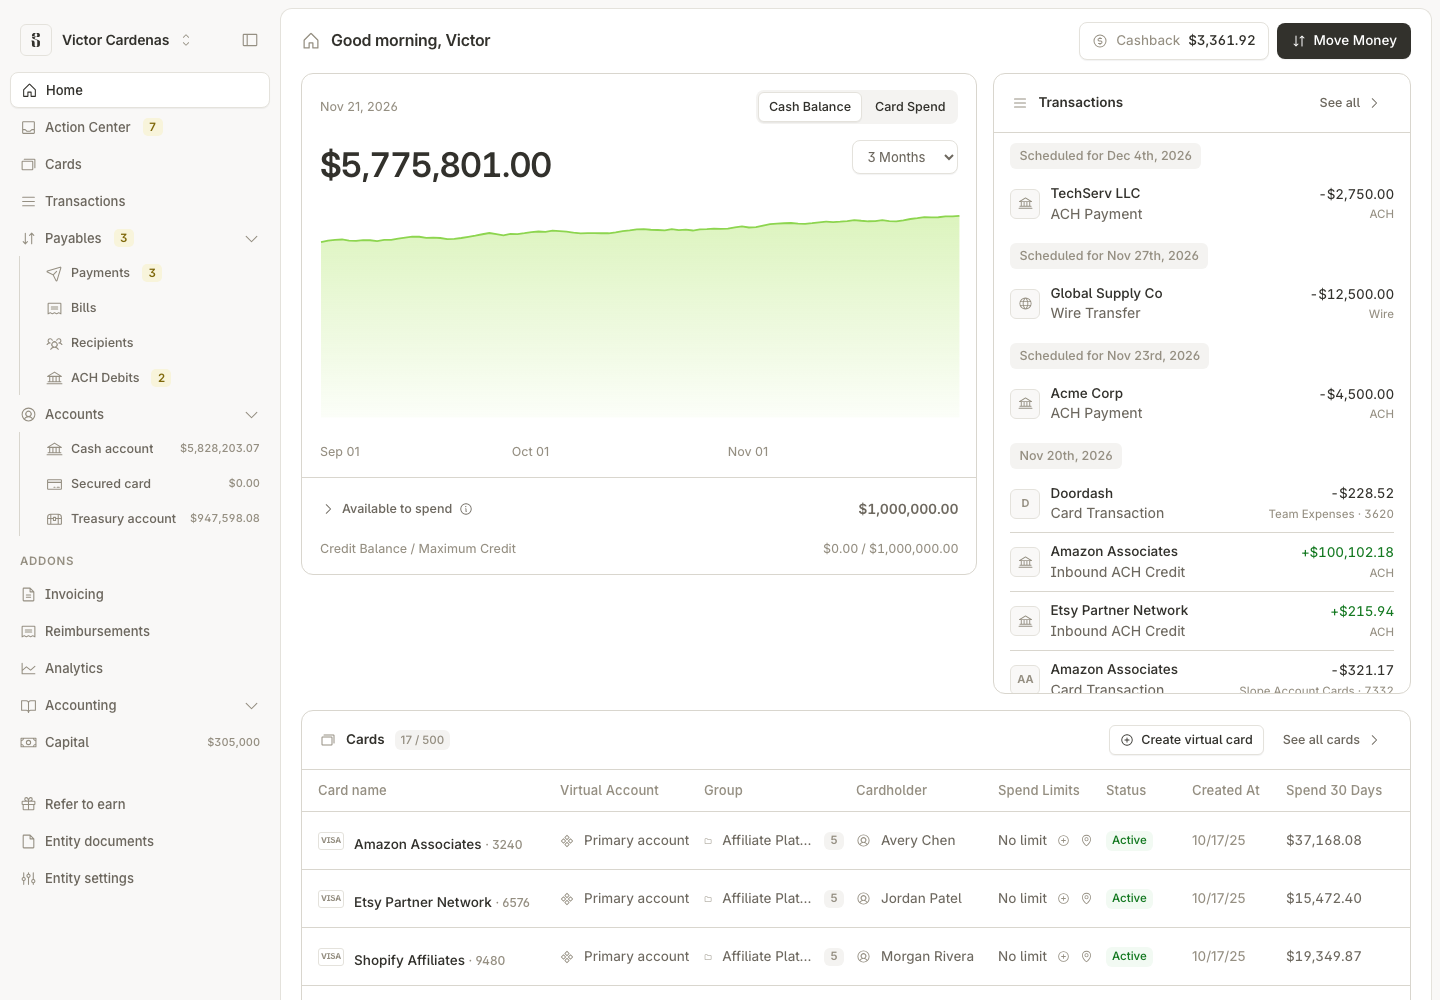 Victor Cardenas
Home
Action Center 7
Cards
Transactions
Payables 3
Payments 3
Bills
Recipients
ACH Debits 2
Accounts
Cash account $5,828,203.07
Secured card $0.00
Treasury account $947,598.08
ADDONS
Invoicing
Reimbursements
Analytics
Accounting
Capital $305,000
Refer to earn
Entity documents
Entity settings
Good morning, Victor
Cashback $3,361.92
Move Money
Nov 21, 2026
Cash Balance Card Spend
$5,775,801.00
3 Months
Sep 01 Oct 01 Nov 01
Available to spend $1,000,000.00
Credit Balance / Maximum Credit $0.00 / $1,000,000.00
Transactions See all
Scheduled for Dec 4th, 2026
TechServ LLC -$2,750.00
ACH Payment ACH
Scheduled for Nov 27th, 2026
Global Supply Co -$12,500.00
Wire Transfer Wire
Scheduled for Nov 23rd, 2026
Acme Corp -$4,500.00
ACH Payment ACH
Nov 20th, 2026
D Doordash -$228.52
Card Transaction Team Expenses · 3620
Amazon Associates +$100,102.18
Inbound ACH Credit ACH
Etsy Partner Network +$215.94
Inbound ACH Credit ACH
AA Amazon Associates -$321.17
Card Transaction Slope Account Cards · 7332
Cards 17 / 500 Create virtual card See all cards
Card name Virtual Account Group Cardholder Spend Limits Status Created At Spend 30 Days
VISA Amazon Associates · 3240 Primary account Affiliate Plat... 5 Avery Chen No limit Active 10/17/25 $37,168.08
VISA Etsy Partner Network · 6576 Primary account Affiliate Plat... 5 Jordan Patel No limit Active 10/17/25 $15,472.40
VISA Shopify Affiliates · 9480 Primary account Affiliate Plat... 5 Morgan Rivera No limit Active 10/17/25 $19,349.87